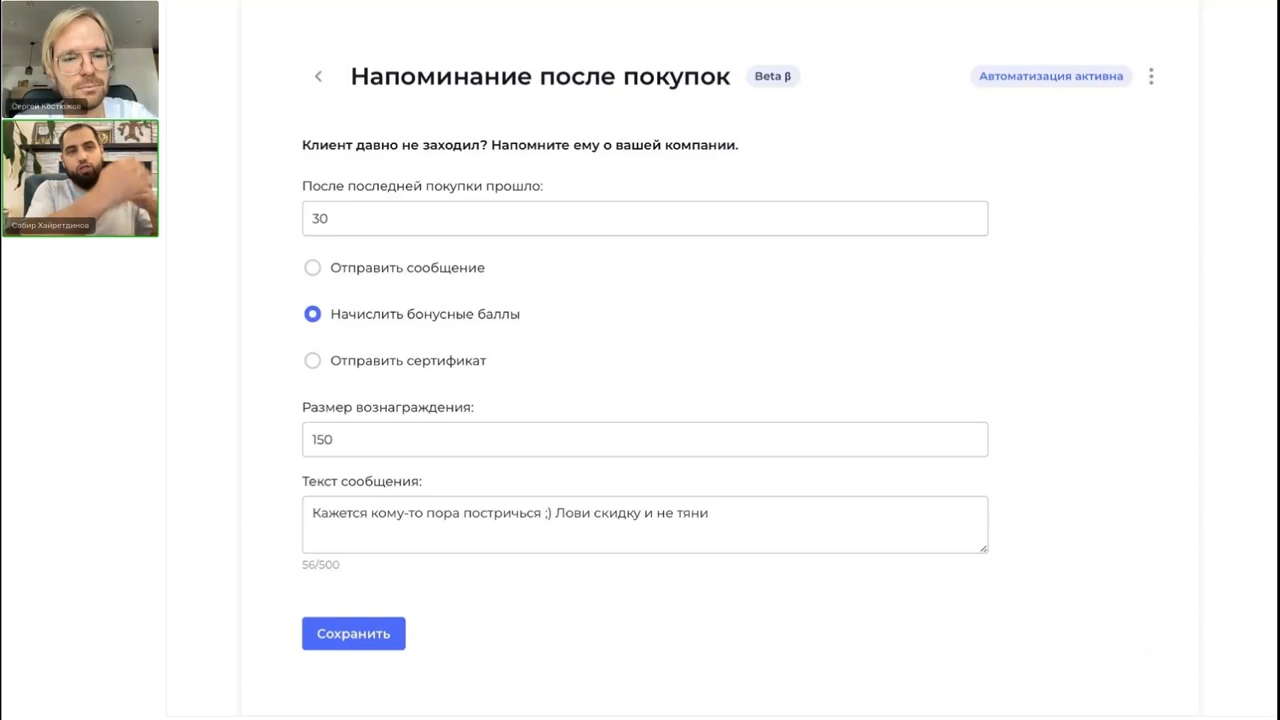 Сергей Костюжов
Сабир Хайретдинов
Напоминание после покупок
Beta β
Автоматизация активна
Клиент давно не заходил? Напомните ему о вашей компании.
После последней покупки прошло:
30
Отправить сообщение
Начислить бонусные баллы
Отправить сертификат
Размер вознаграждения:
150
Текст сообщения:
Кажется кому-то пора постричься ;) Лови скидку и не тяни
56/500
Сохранить